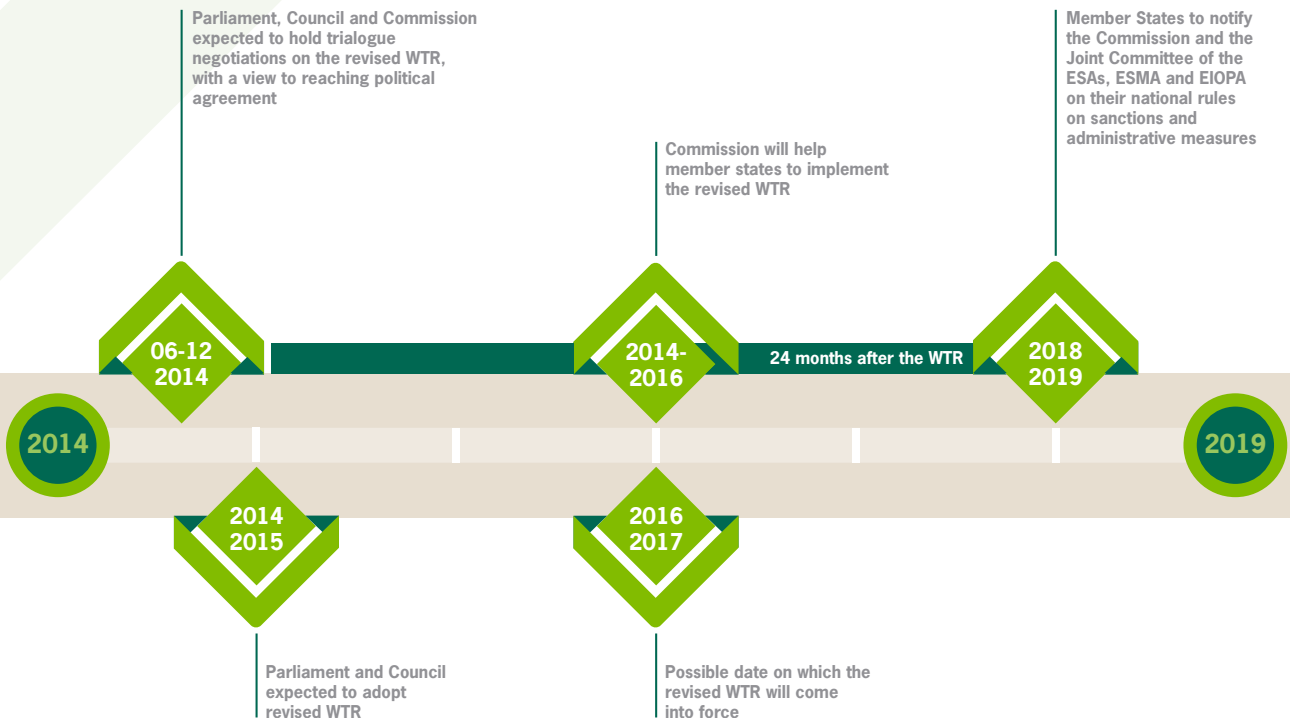 Parliament, Council and Commission
expected to hold trialogue
negotiations on the revised WTR,
with a view to reaching political
agreement
Commission will help
member states to implement
the revised WTR
Member States to notify
the Commission and the
Joint Committee of the
ESAs, ESMA and EIOPA
on their national rules
on sanctions and
administrative measures
06-12
2014
2014-
2016
24 months after the WTR
2018
2019
2014
2019
2014
2015
2016
2017
Parliament and Council
expected to adopt
revised WTR
Possible date on which the
revised WTR will come
into force